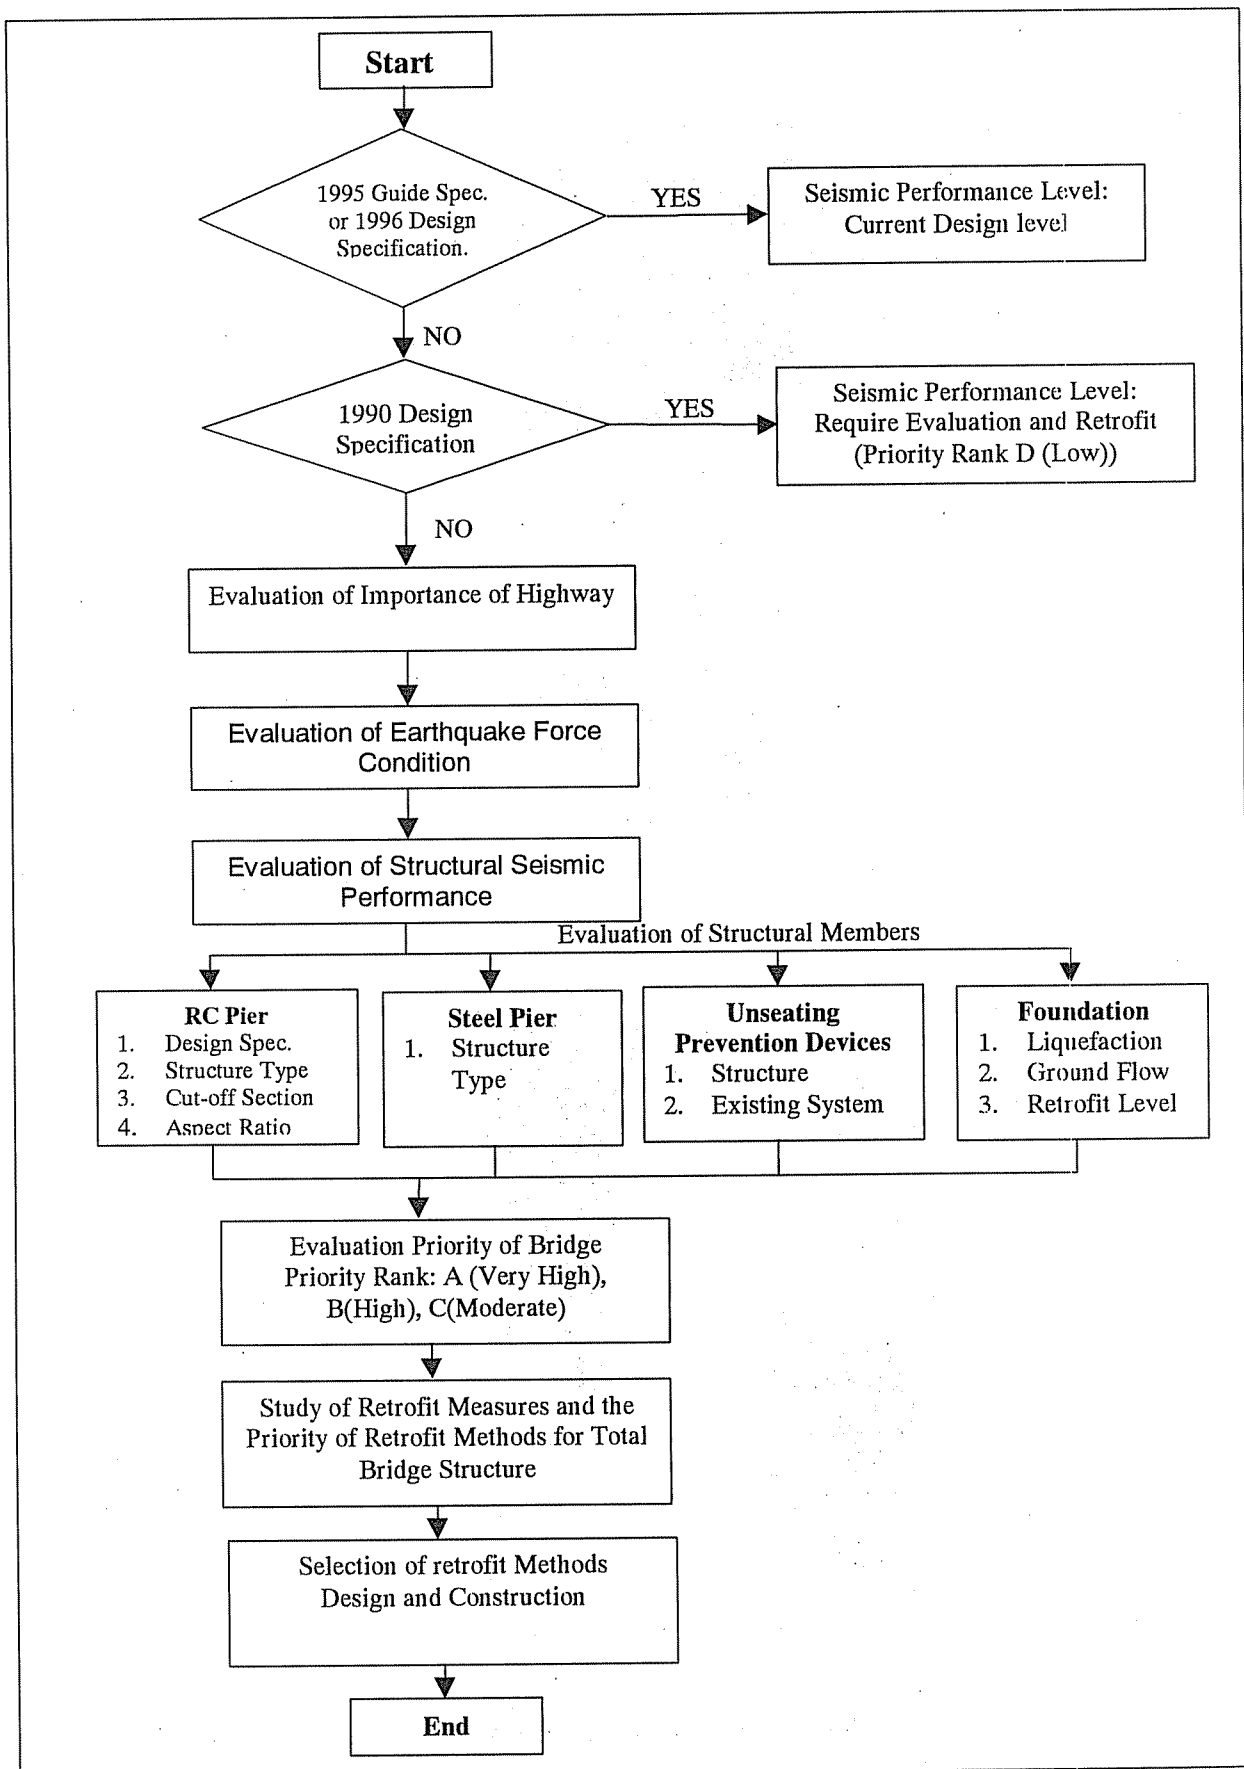 Start
1995 Guide Spec.
or 1996 Design
Specification.
YES
Seismic Performance Level:
Current Design level
NO
1990 Design
Specification
YES
Seismic Performance Level:
Require Evaluation and Retrofit
(Priority Rank D (Low))
NO
Evaluation of Importance of Highway
Evaluation of Earthquake Force
Condition
Evaluation of Structural Seismic
Performance
Evaluation of Structural Members
RC Pier
1. Design Spec.
2. Structure Type
3. Cut-off Section
4. Aspect Ratio
Steel Pier
1. Structure
Type
Unseating
Prevention Devices
1. Structure
2. Existing System
Foundation
1. Liquefaction
2. Ground Flow
3. Retrofit Level
Evaluation Priority of Bridge
Priority Rank: A (Very High),
B(High), C(Moderate)
Study of Retrofit Measures and the
Priority of Retrofit Methods for Total
Bridge Structure
Selection of retrofit Methods
Design and Construction
End